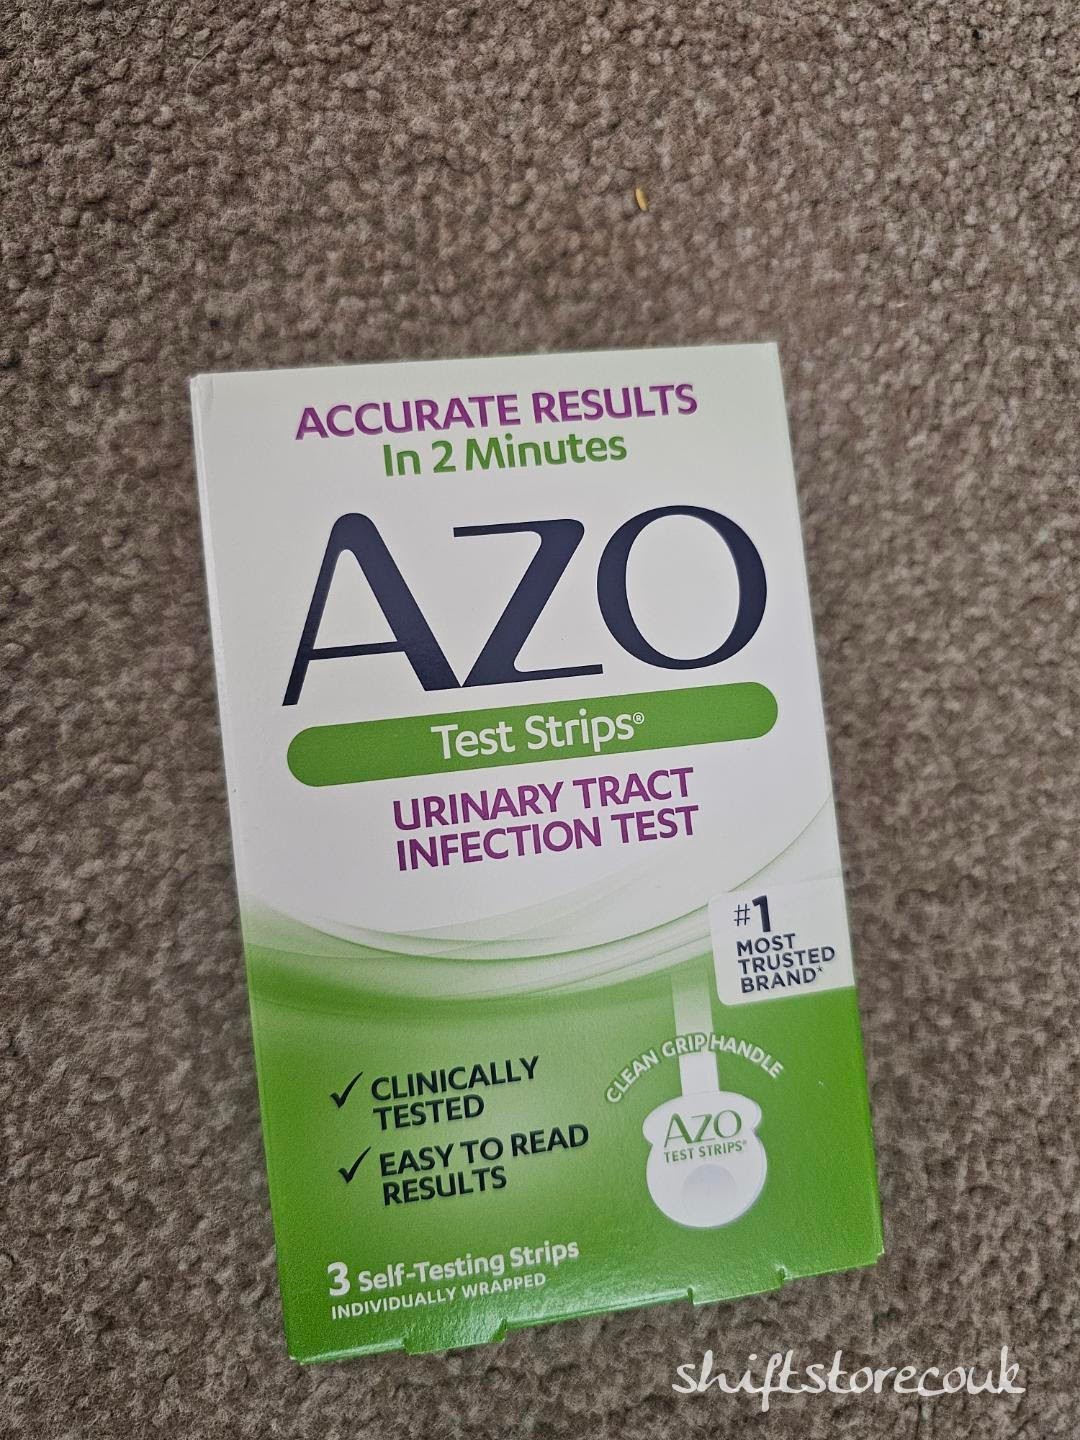 ACCURATE RESULTS
In 2 Minutes
AZO
Test Strips®
URINARY TRACT
INFECTION TEST
#1
MOST
TRUSTED
BRAND*
CLEAN GRIP HANDLE
AZO
TEST STRIPS®
✓ CLINICALLY
TESTED
✓ EASY TO READ
RESULTS
3 Self-Testing Strips
INDIVIDUALLY WRAPPED
shiftstorecouk